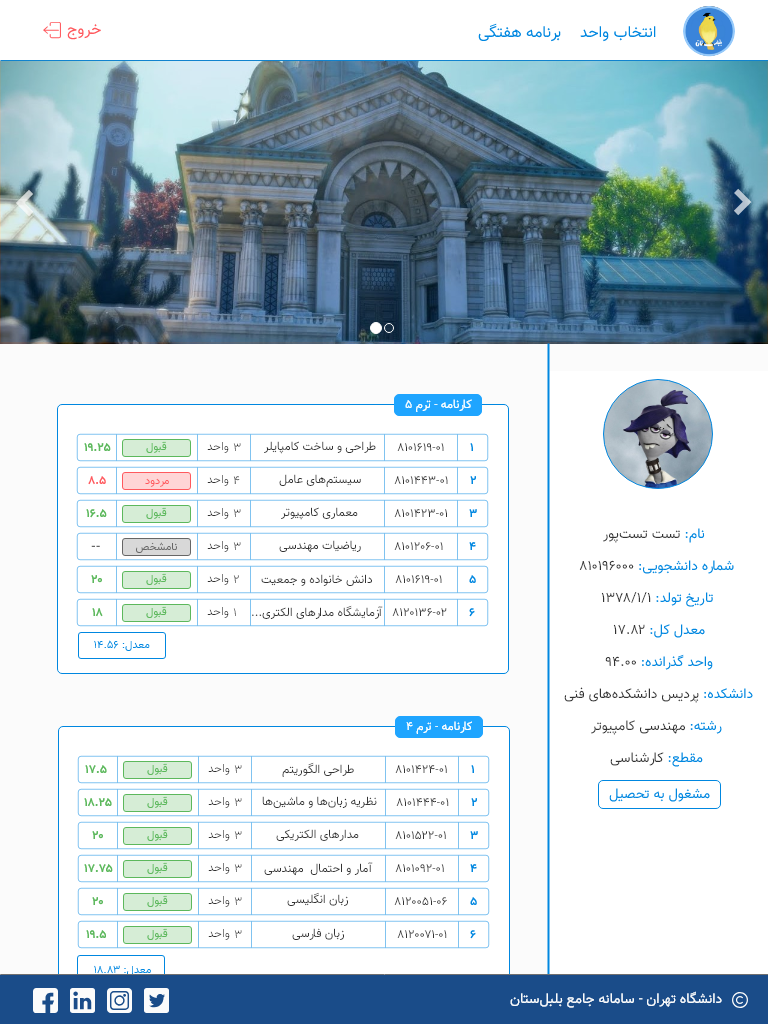 انتخاب واحد برنامه هفتگی خروج
نام: تست تست‌پور
شماره دانشجویی: ۸۱۰۱۹۶۰۰۰
تاریخ تولد: ۱۳۷۸/۱/۱
معدل کل: ۱۷.۸۲
واحد گذرانده: ۹۴.۰۰
دانشکده: پردیس دانشکده‌های فنی
رشته: مهندسی کامپیوتر
مقطع: کارشناسی
مشغول به تحصیل
کارنامه - ترم ۵
۱ ۸۱۰۱۶۱۹-۰۱ طراحی و ساخت کامپایلر ۳ واحد قبول ۱۹.۲۵
۲ ۸۱۰۱۴۴۳-۰۱ سیستم‌های عامل ۴ واحد مردود ۸.۵
۳ ۸۱۰۱۴۲۳-۰۱ معماری کامپیوتر ۳ واحد قبول ۱۶.۵
۴ ۸۱۰۱۲۰۶-۰۱ ریاضیات مهندسی ۳ واحد نامشخص --
۵ ۸۱۰۱۶۱۹-۰۱ دانش خانواده و جمعیت ۲ واحد قبول ۲۰
۶ ۸۱۲۰۱۳۶-۰۲ آزمایشگاه مدارهای الکتری... ۱ واحد قبول ۱۸
معدل: ۱۴.۵۶
کارنامه - ترم ۴
۱ ۸۱۰۱۴۲۴-۰۱ طراحی الگوریتم ۳ واحد قبول ۱۷.۵
۲ ۸۱۰۱۴۴۴-۰۱ نظریه زبان‌ها و ماشین‌ها ۳ واحد قبول ۱۸.۲۵
۳ ۸۱۰۱۵۲۲-۰۱ مدارهای الکتریکی ۳ واحد قبول ۲۰
۴ ۸۱۰۱۰۹۲-۰۱ آمار و احتمال مهندسی ۳ واحد قبول ۱۷.۷۵
۵ ۸۱۲۰۰۵۱-۰۶ زبان انگلیسی ۳ واحد قبول ۲۰
۶ ۸۱۲۰۰۷۱-۰۱ زبان فارسی ۳ واحد قبول ۱۹.۵
معدل: ۱۸.۸۳
© دانشگاه تهران - سامانه جامع بلبل‌ستان